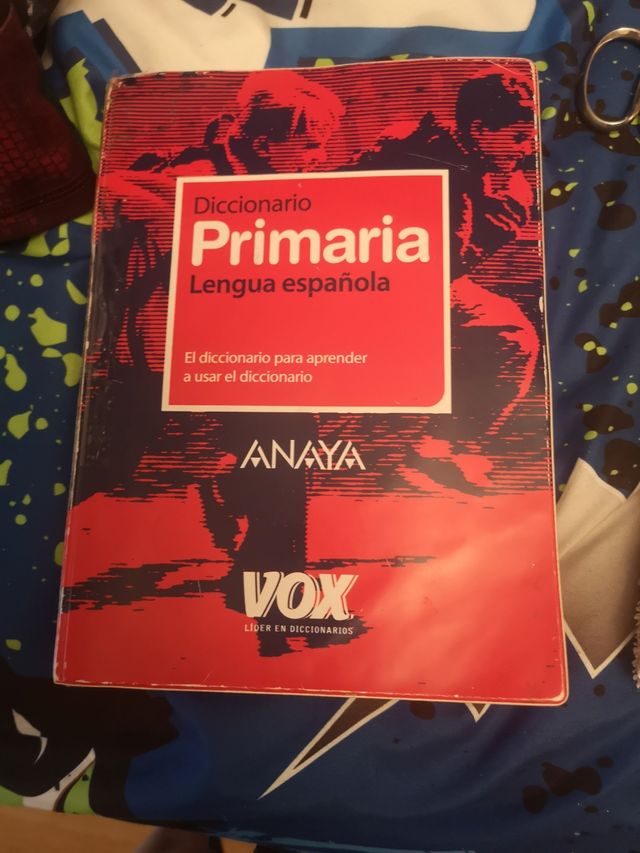 Diccionario
Primaria
Lengua española
El diccionario para aprender
a usar el diccionario
ANAYA
VOX
LÍDER EN DICCIONARIOS